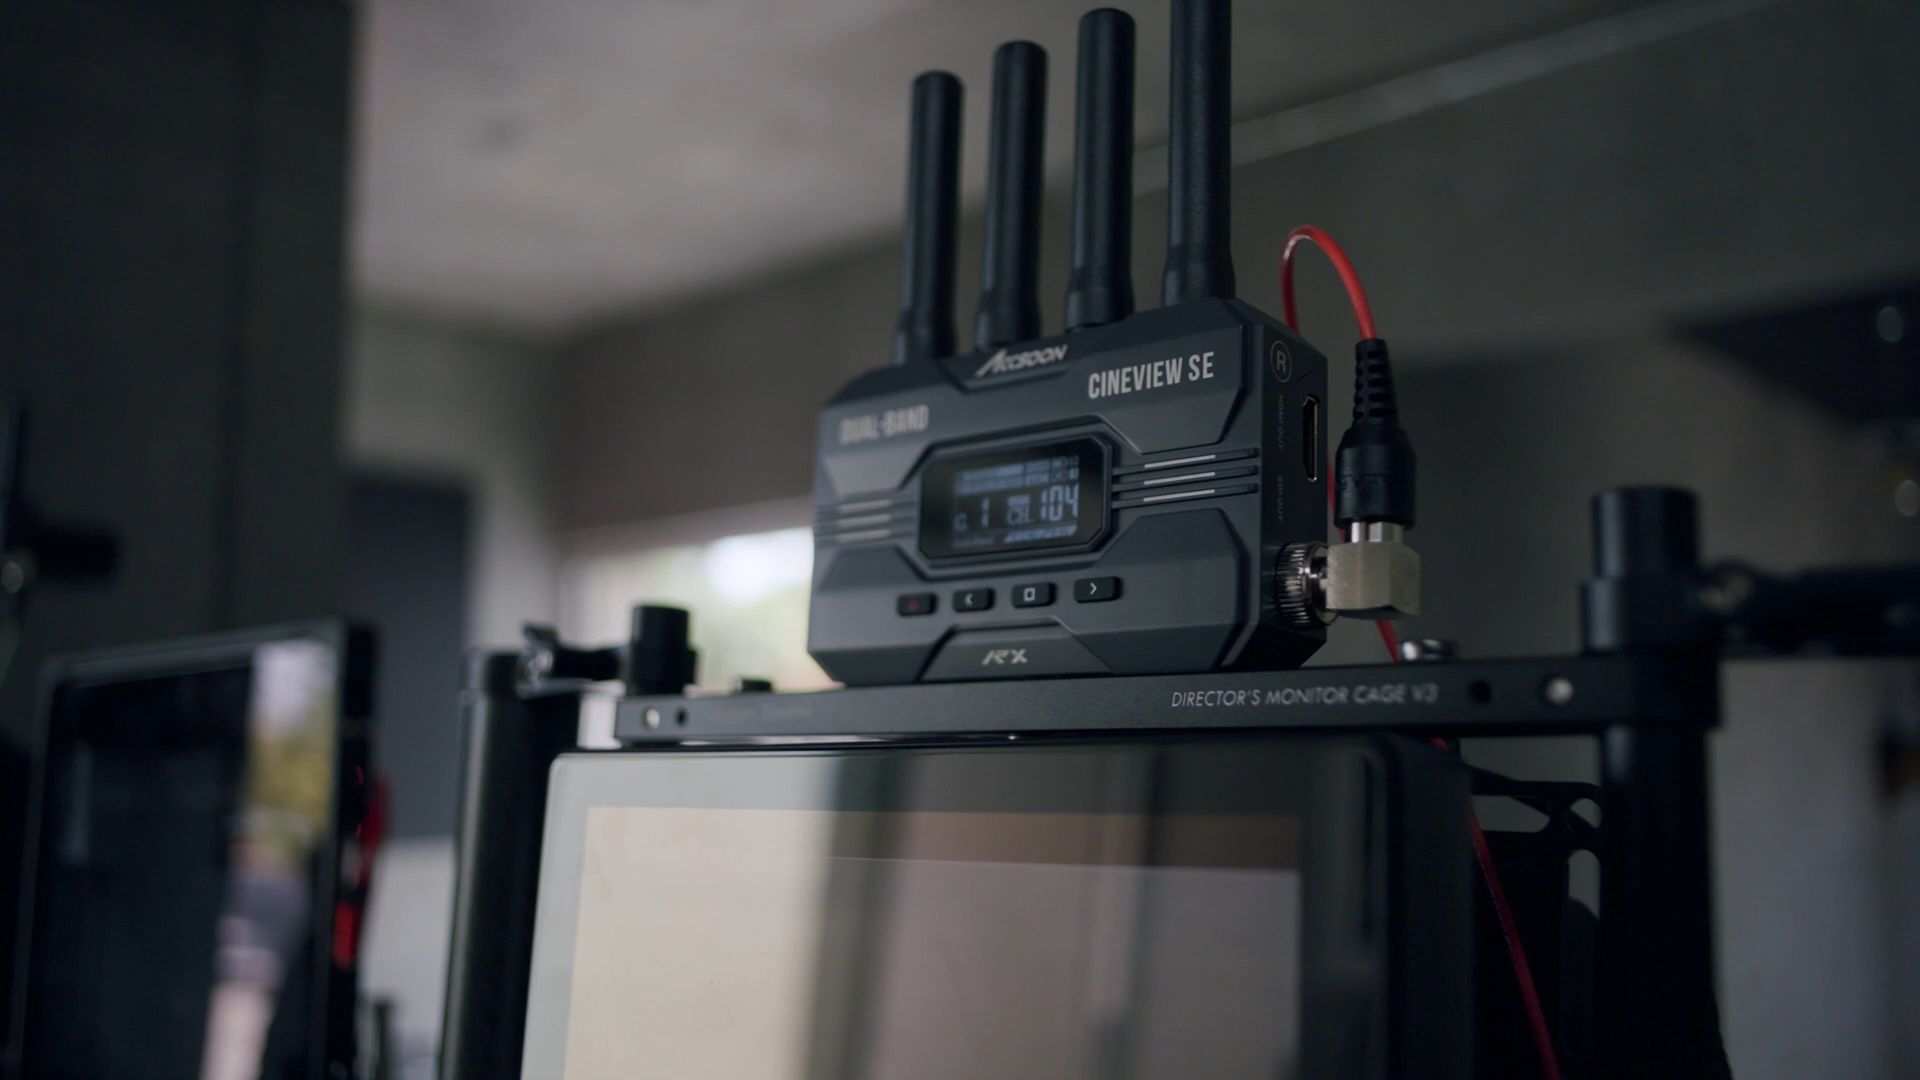 ACCSOON
CINEVIEW SE
DUAL-BAND
R
HDMI OUT
SDI OUT
1
CH. 104
RX
DIRECTOR'S MONITOR CAGE V3